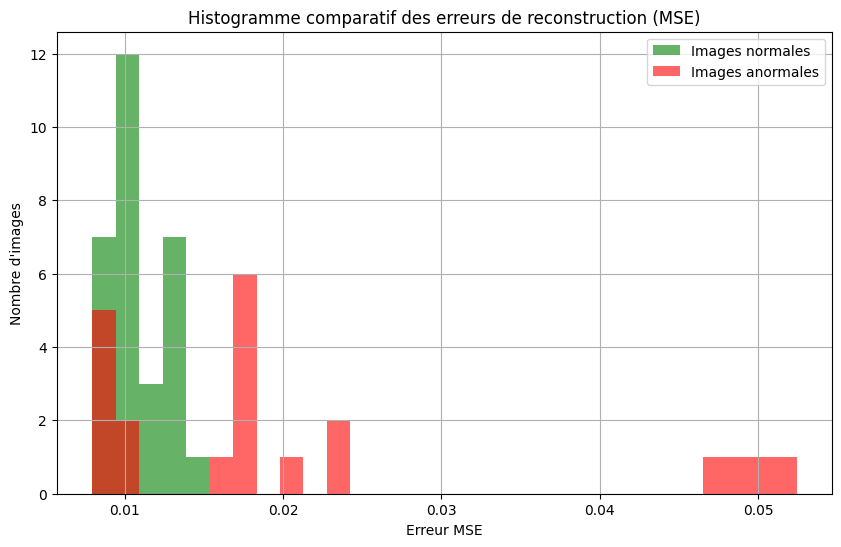 Histogramme comparatif des erreurs de reconstruction (MSE)
Images normales
Images anormales
Nombre d'images
12
10
8
6
4
2
0
0.01
0.02
0.03
0.04
0.05
Erreur MSE